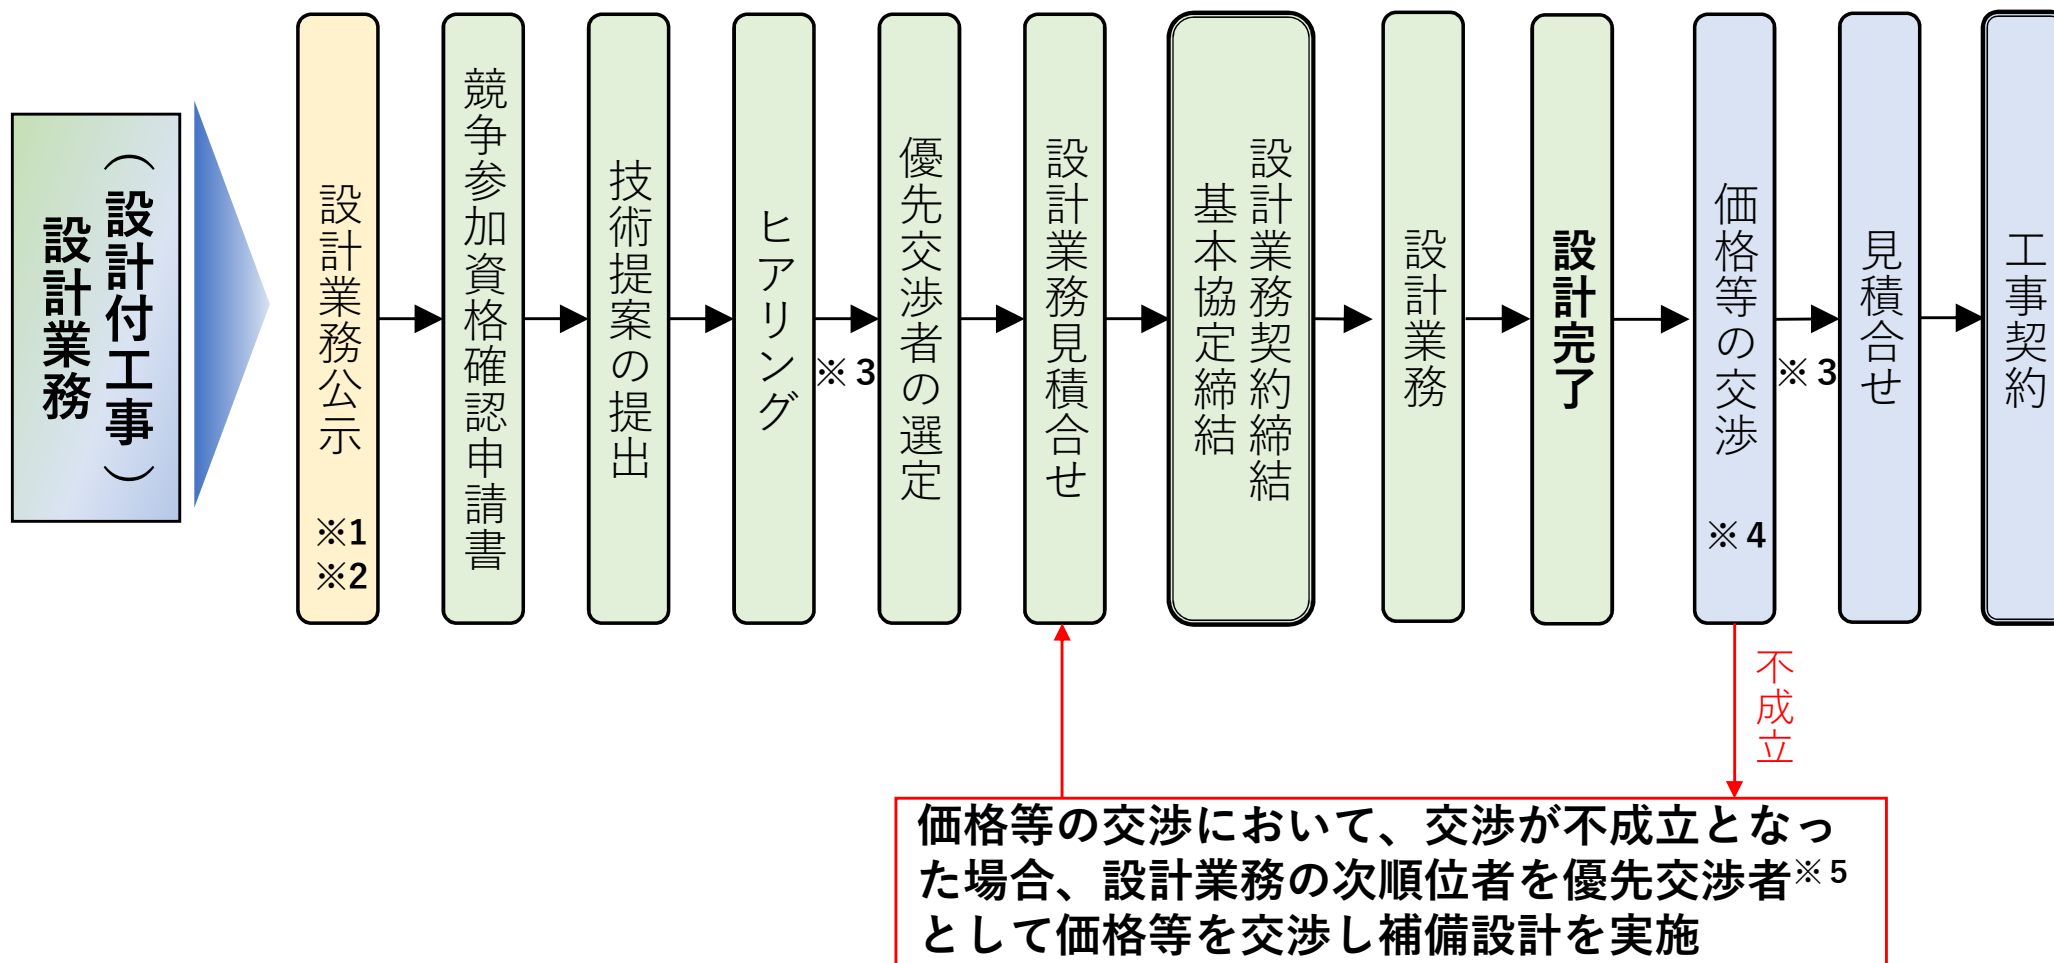 （設計付工事）
設計業務
設計業務公示
※1
※2
競争参加資格確認申請書
技術提案の提出
ヒアリング
※3
優先交渉者の選定
設計業務見積合せ
設計業務契約締結
基本協定締結
設計業務
設計完了
価格等の交渉
※4
※3
見積合せ
工事契約
不成立
価格等の交渉において、交渉が不成立となっ
た場合、設計業務の次順位者を優先交渉者※5
として価格等を交渉し補備設計を実施